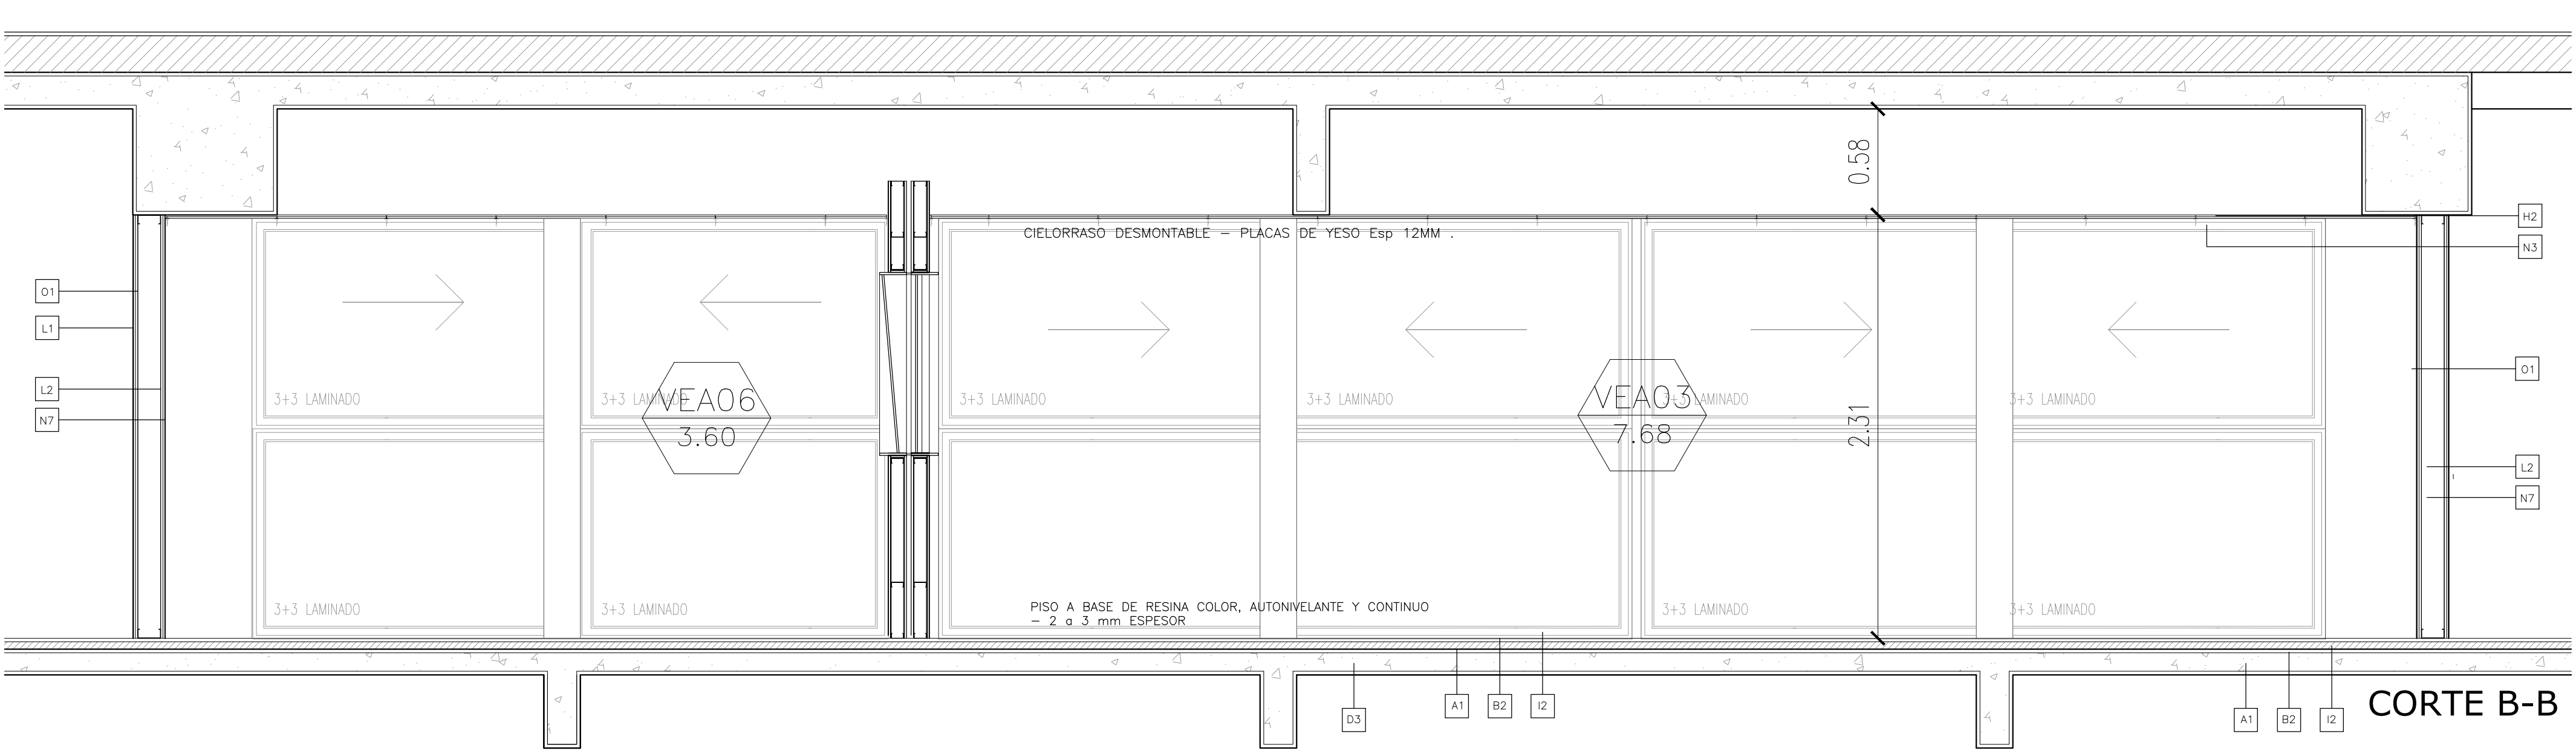 0.58
H2
CIELORRASO DESMONTABLE – PLACAS DE YESO Esp 12MM .
N3
O1
L1
O1
L2
3+3 LAMINADO
3+3 LAMINADO
VEA06
3.60
3+3 LAMINADO
3+3 LAMINADO
VEA03
7.68
3+3 LAMINADO
2.31
3+3 LAMINADO
N7
L2
N7
3+3 LAMINADO
3+3 LAMINADO
PISO A BASE DE RESINA COLOR, AUTONIVELANTE Y CONTINUO
– 2 a 3 mm ESPESOR
3+3 LAMINADO
3+3 LAMINADO
D3
A1
B2
I2
A1
B2
I2
CORTE B-B